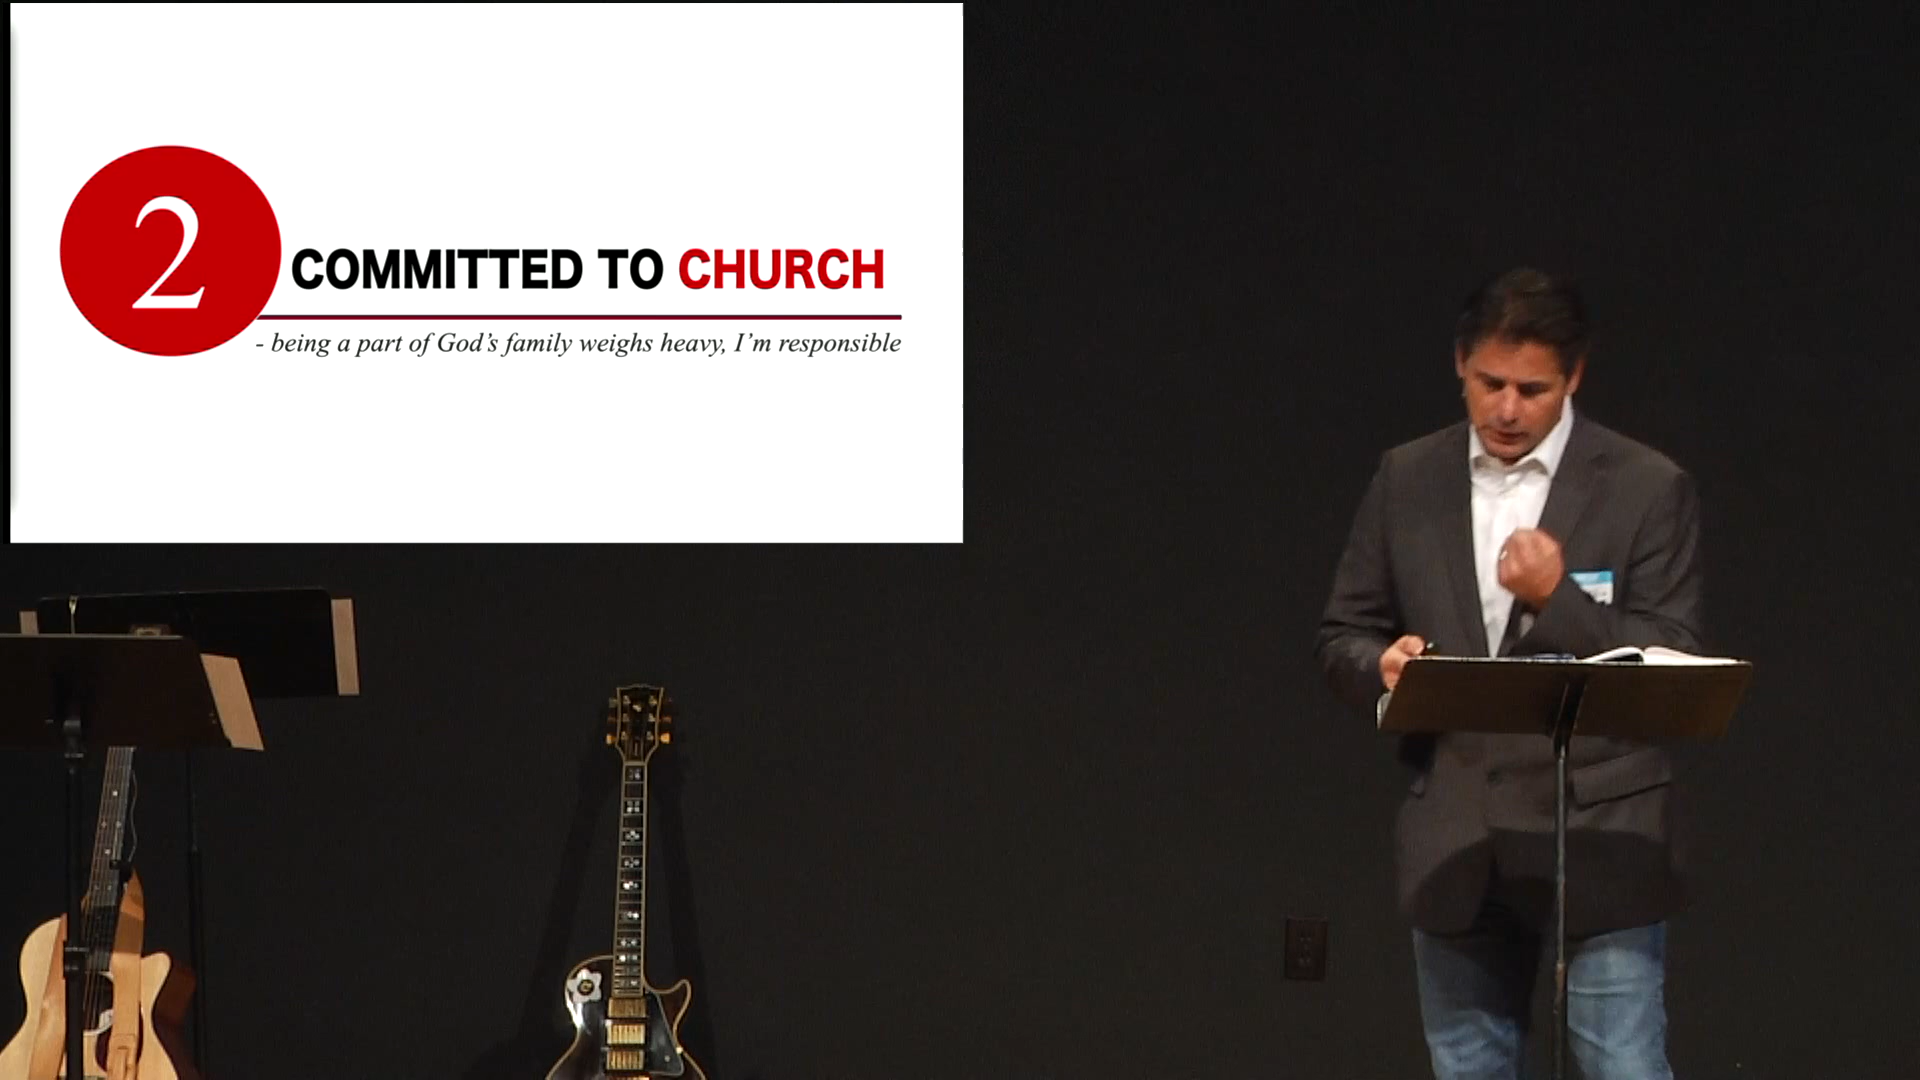 2
COMMITTED TO CHURCH
- being a part of God’s family weighs heavy, I’m responsible